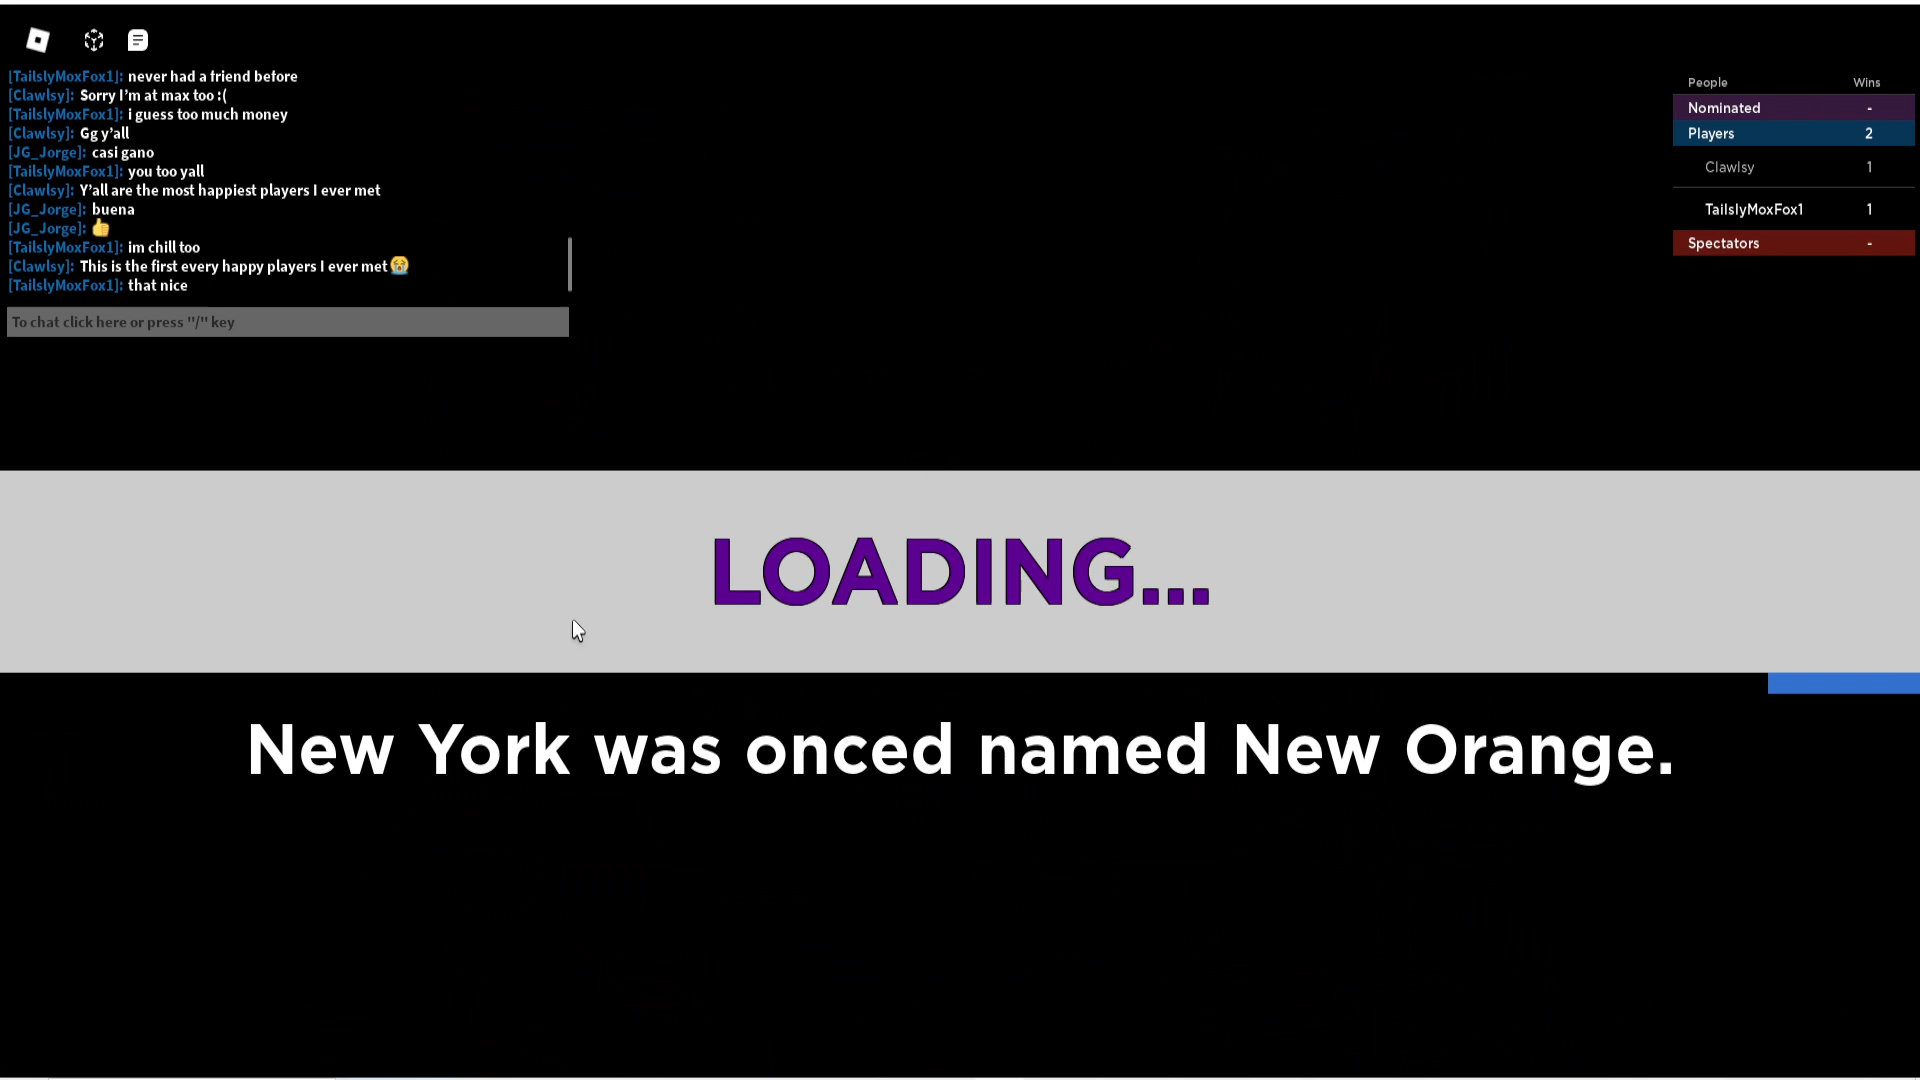 [TailslyMoxFox1]: never had a friend before
[Clawlsy]: Sorry I'm at max too :(
[TailslyMoxFox1]: i guess too much money
[Clawlsy]: Gg y'all
[JG_Jorge]: casi gano
[TailslyMoxFox1]: you too yall
[Clawlsy]: Y'all are the most happiest players I ever met
[JG_Jorge]: buena
[JG_Jorge]: 👍
[TailslyMoxFox1]: im chill too
[Clawlsy]: This is the first every happy players I ever met😭
[TailslyMoxFox1]: that nice
To chat click here or press "/" key
People Wins
Nominated -
Players 2
Clawlsy 1
TailslyMoxFox1 1
Spectators -
LOADING...
New York was onced named New Orange.